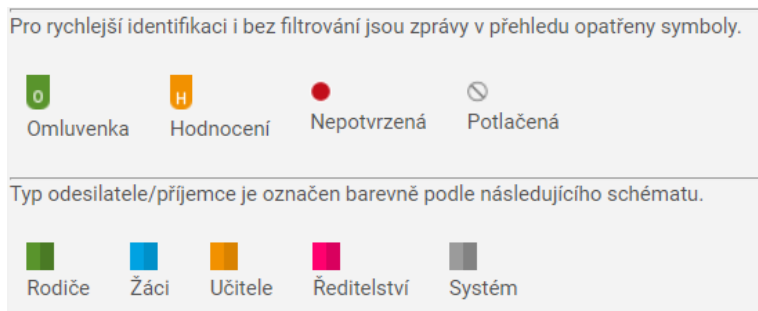 Pro rychlejší identifikaci i bez filtrování jsou zprávy v přehledu opatřeny symboly.
O H
Omluvenka Hodnocení Nepotvrzená Potlačená
Typ odesilatele/příjemce je označen barevně podle následujícího schématu.
Rodiče Žáci Učitele Ředitelství Systém